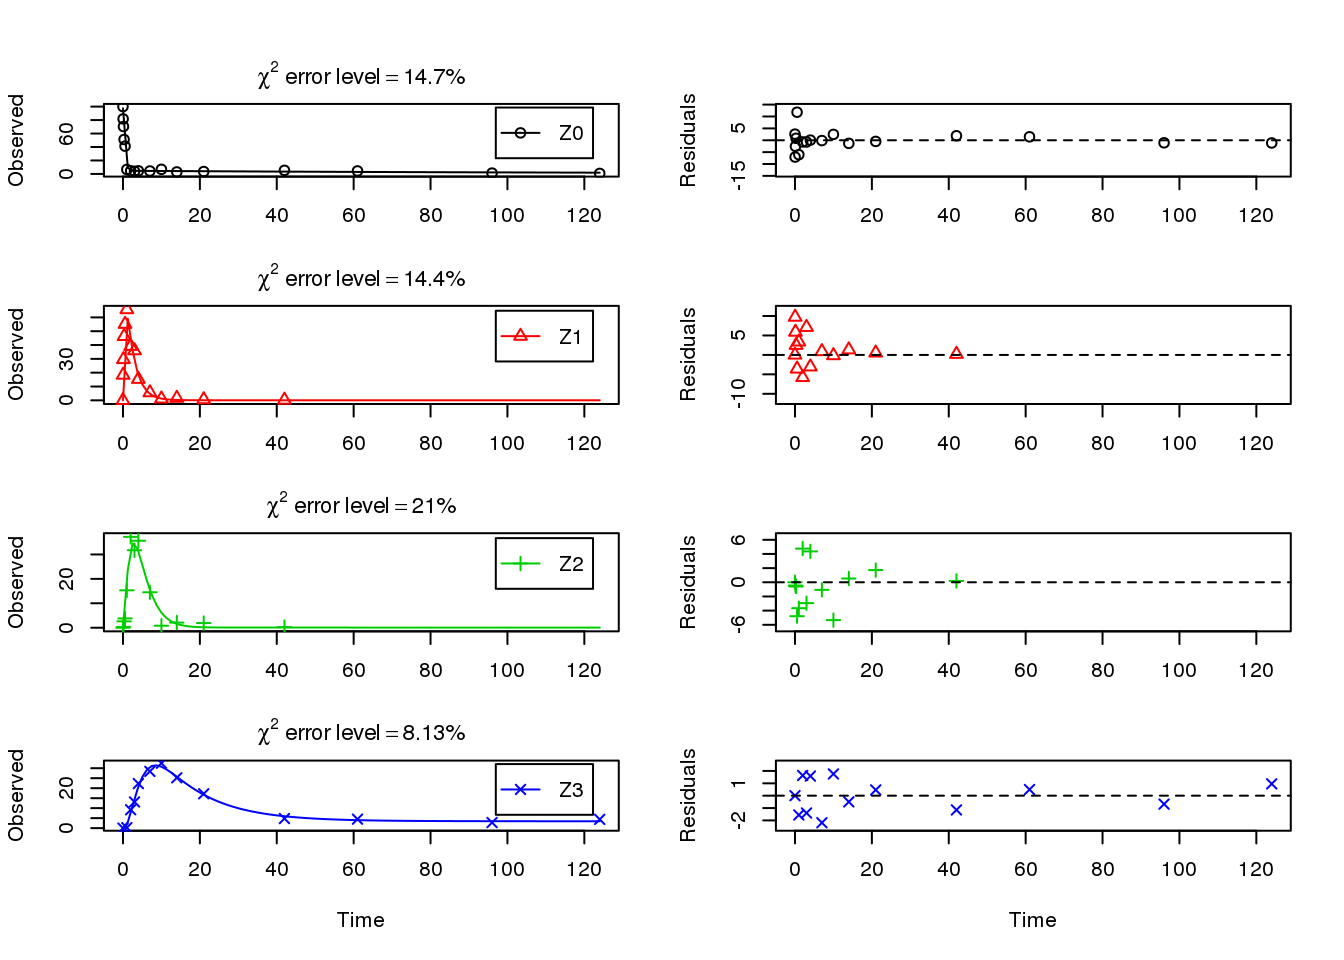 χ2 error level = 14.7%
Observed
60
0
Z0
0 20 40 60 80 100 120
Residuals
5
-15
0 20 40 60 80 100 120
χ2 error level = 14.4%
Observed
30
0
Z1
0 20 40 60 80 100 120
Residuals
5
-10
0 20 40 60 80 100 120
χ2 error level = 21%
Observed
20
0
Z2
0 20 40 60 80 100 120
Residuals
6
0
-6
0 20 40 60 80 100 120
χ2 error level = 8.13%
Observed
20
0
Z3
0 20 40 60 80 100 120
Time
Residuals
1
-2
0 20 40 60 80 100 120
Time